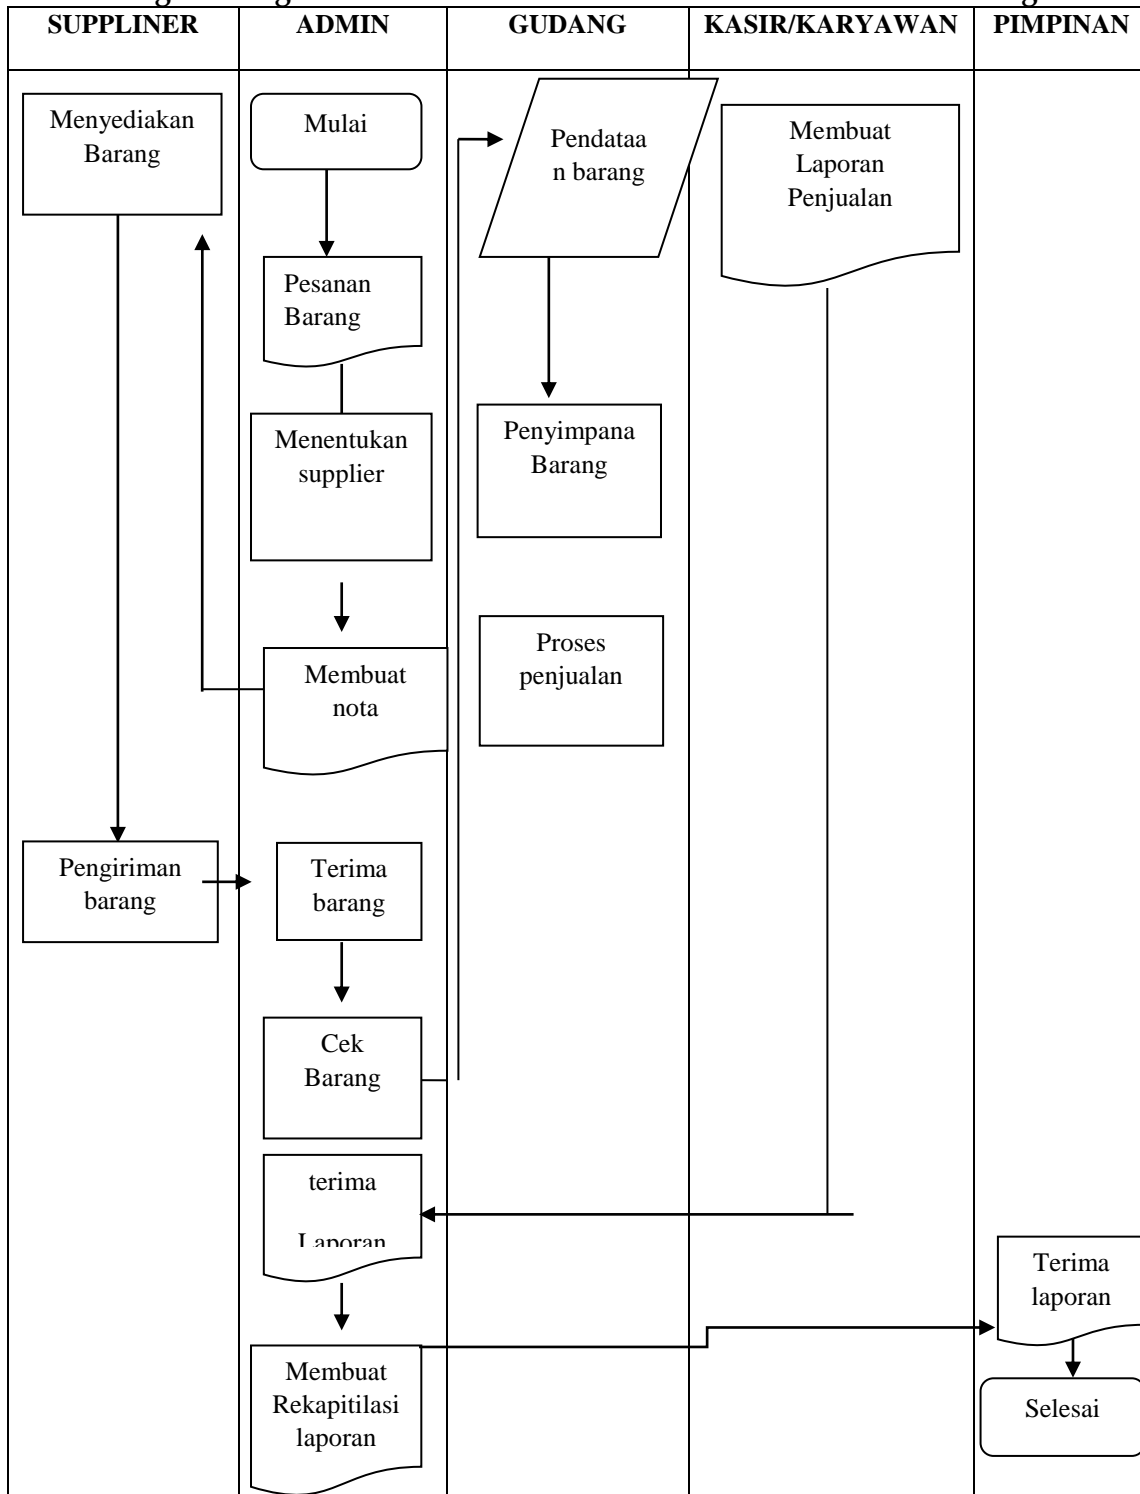 SUPPLINER
ADMIN
GUDANG
KASIR/KARYAWAN
PIMPINAN
Menyediakan
Barang
Pengiriman
barang
Mulai
Pesanan
Barang
Menentukan
supplier
Membuat
nota
Terima
barang
Cek
Barang
terima
Laporan
Membuat
Rekapitilasi
laporan
Pendataa
n barang
Penyimpana
Barang
Proses
penjualan
Membuat
Laporan
Penjualan
Terima
laporan
Selesai